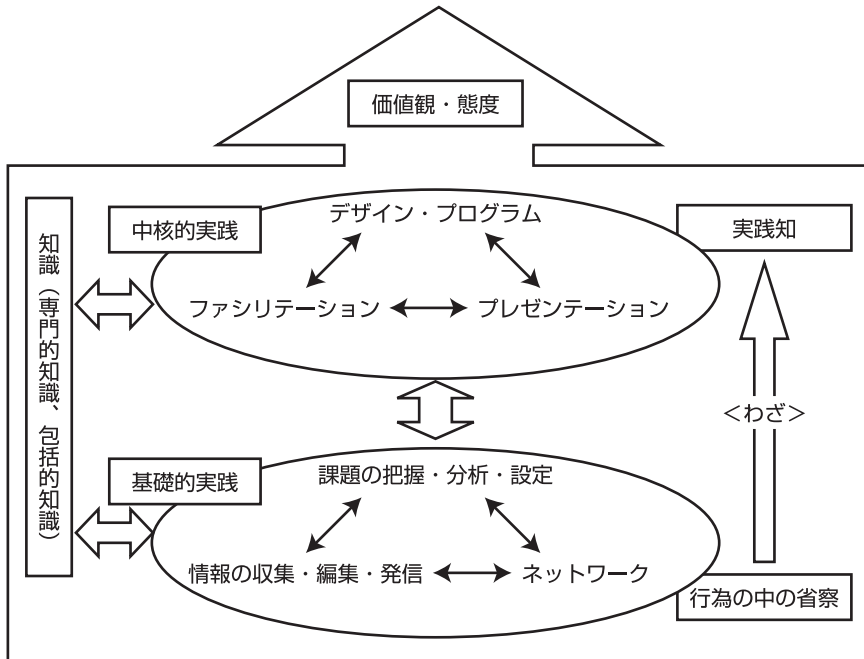 価値観・態度
知識（専門的知識、包括的知識）
中核的実践
デザイン・プログラム
ファシリテーション
プレゼンテーション
実践知
＜わざ＞
基礎的実践
課題の把握・分析・設定
情報の収集・編集・発信
ネットワーク
行為の中の省察